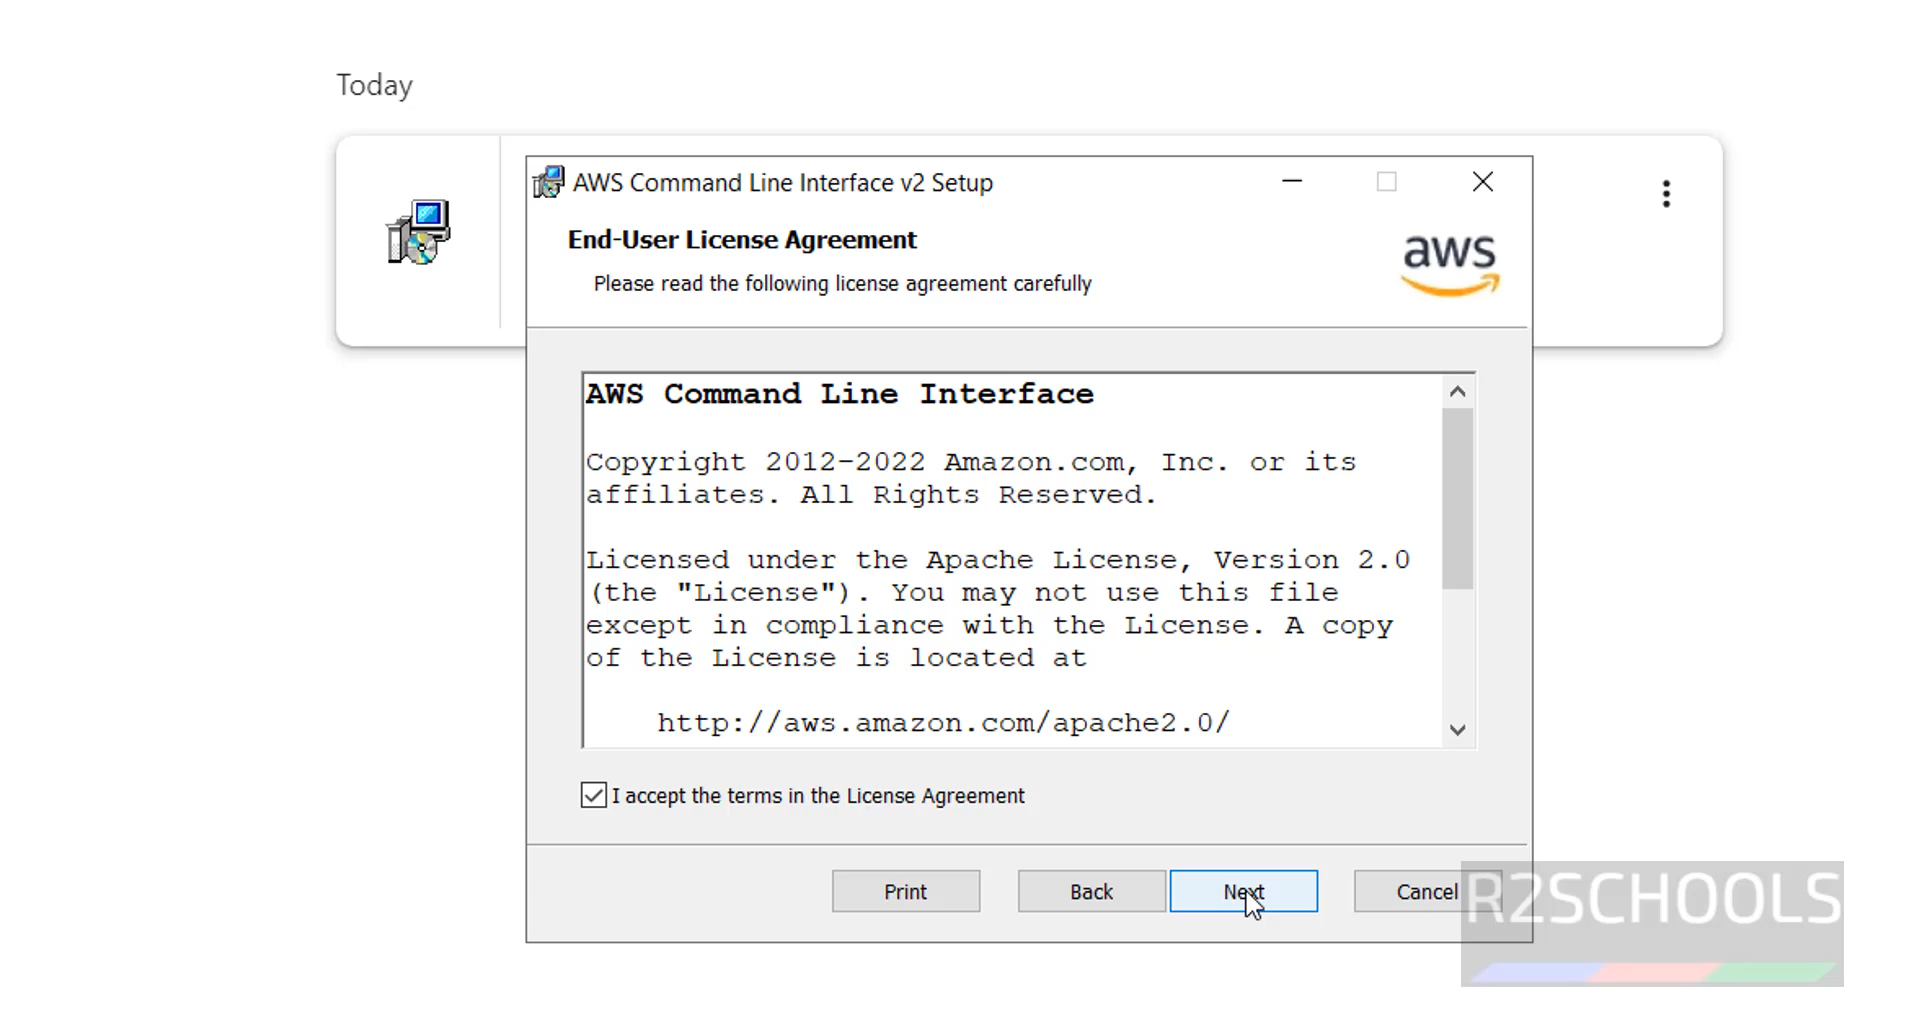 Today
AWS Command Line Interface v2 Setup
End-User License Agreement
Please read the following license agreement carefully
aws
AWS Command Line Interface
Copyright 2012-2022 Amazon.com, Inc. or its
affiliates. All Rights Reserved.
Licensed under the Apache License, Version 2.0
(the "License"). You may not use this file
except in compliance with the License. A copy
of the License is located at
http://aws.amazon.com/apache2.0/
I accept the terms in the License Agreement
Print
Back
Next
Cancel
R2SCHOOLS